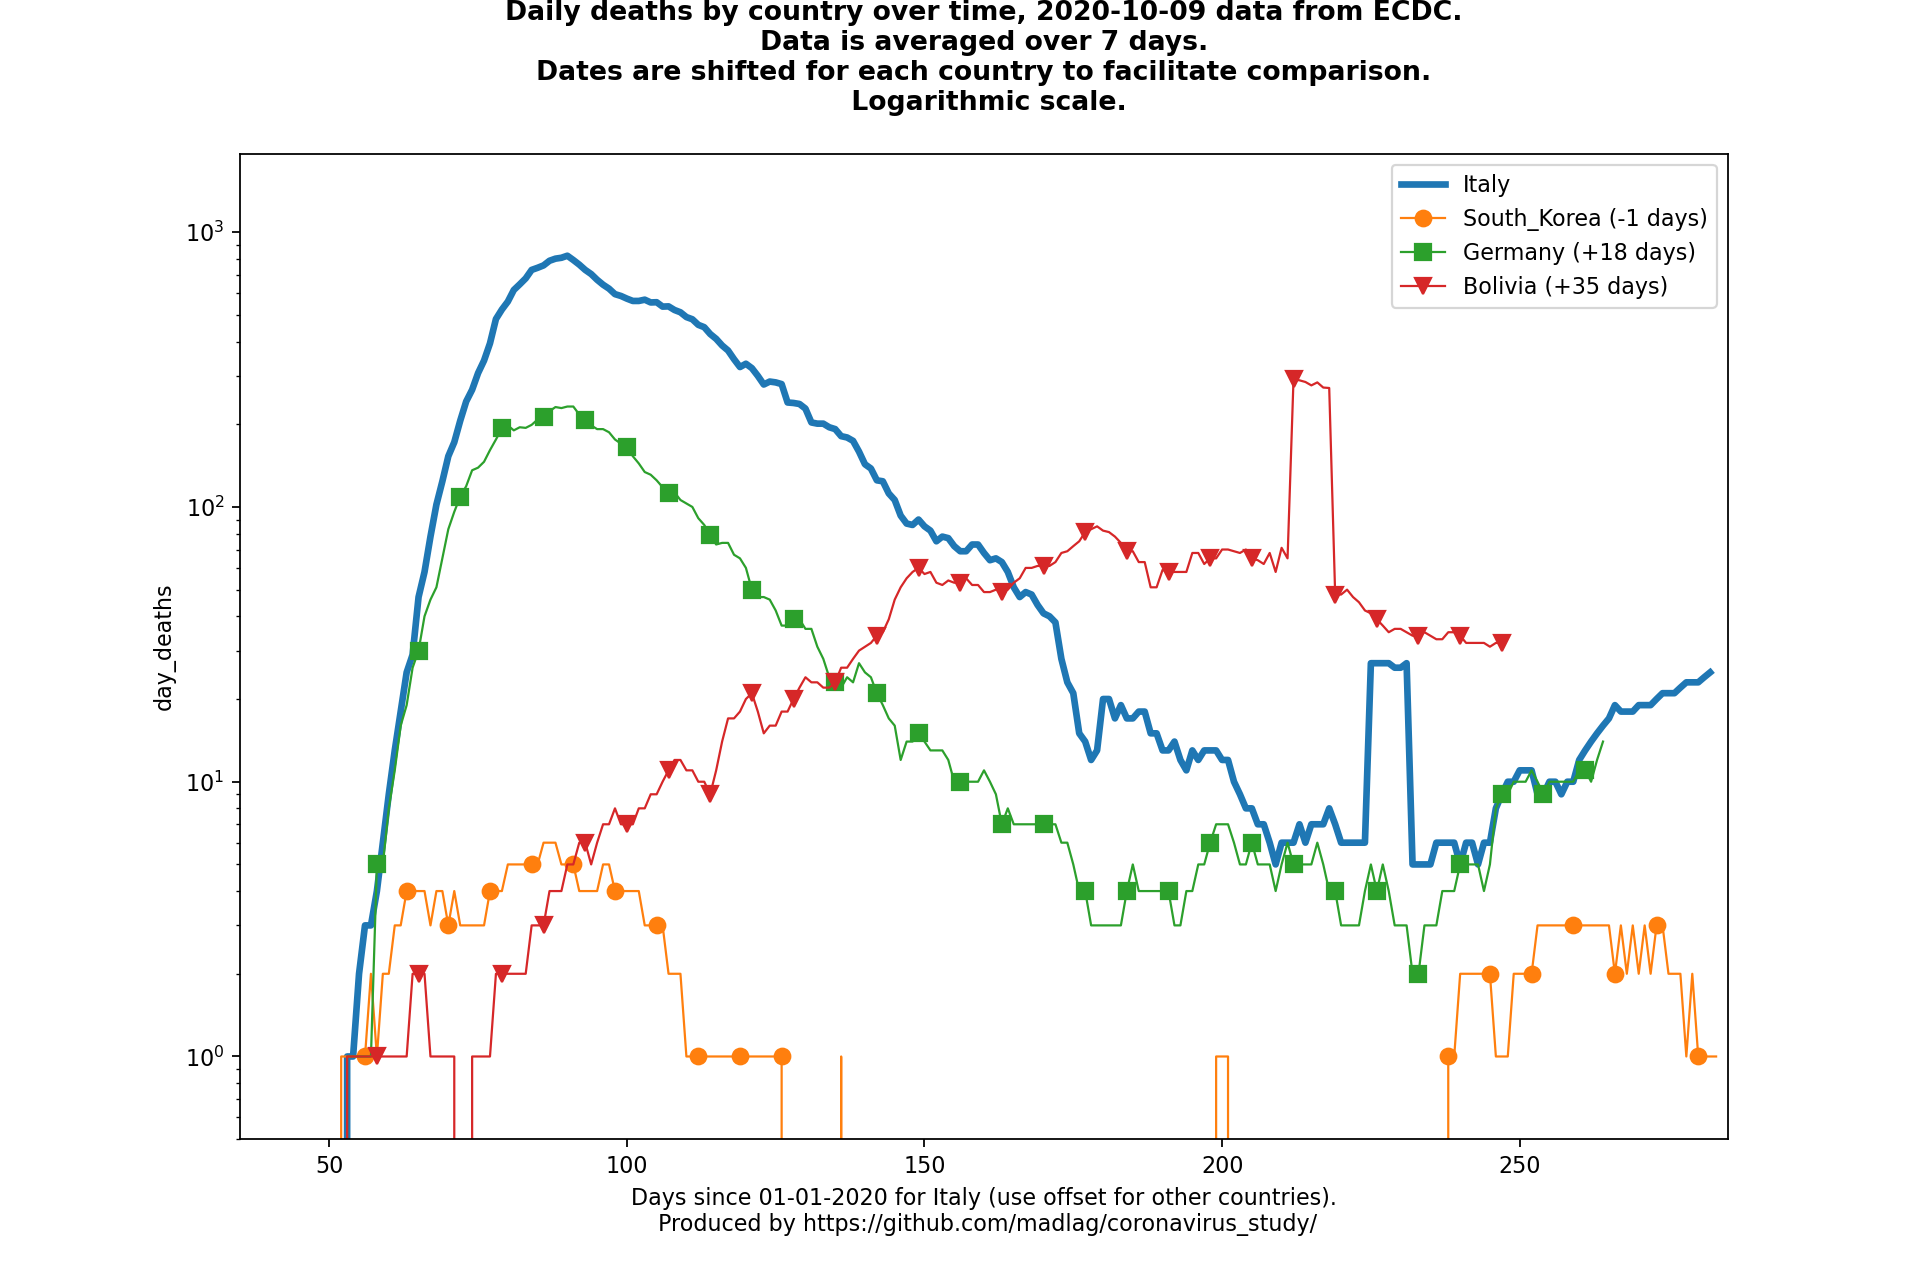 Daily deaths by country over time, 2020-10-09 data from ECDC.
Data is averaged over 7 days.
Dates are shifted for each country to facilitate comparison.
Logarithmic scale.
Italy
South_Korea (-1 days)
Germany (+18 days)
Bolivia (+35 days)
day_deaths
10³
10²
10¹
10⁰
50 100 150 200 250
Days since 01-01-2020 for Italy (use offset for other countries).
Produced by https://github.com/madlag/coronavirus_study/